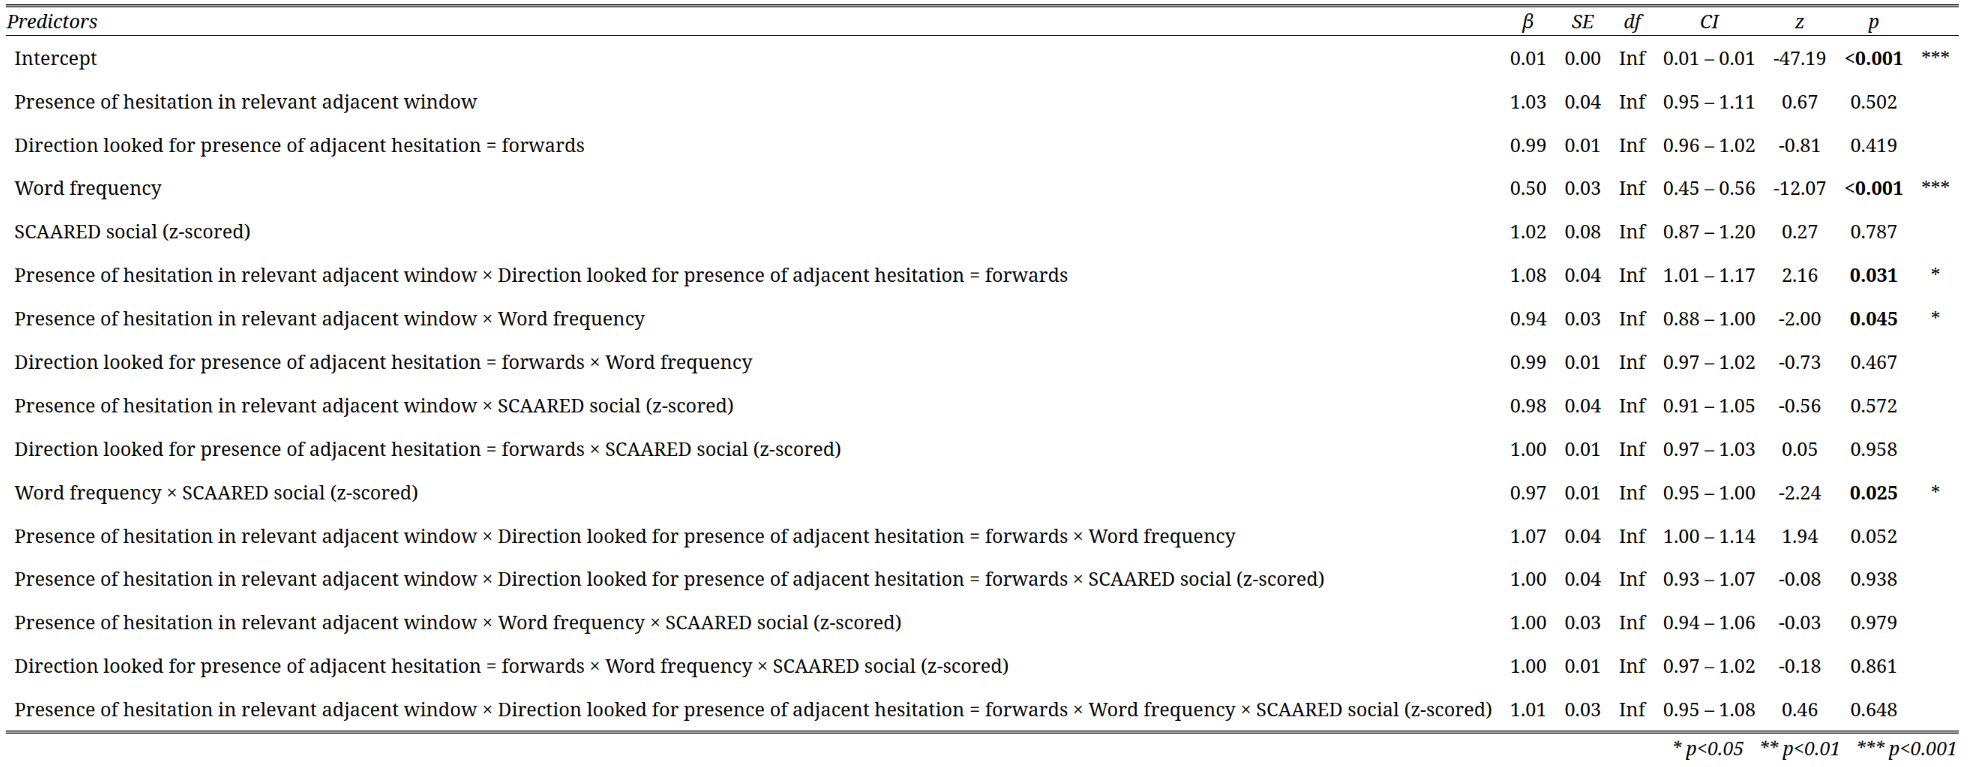 Predictors β SE df CI z p
Intercept 0.01 0.00 Inf 0.01 – 0.01 -47.19 <0.001 ***
Presence of hesitation in relevant adjacent window 1.03 0.04 Inf 0.95 – 1.11 0.67 0.502
Direction looked for presence of adjacent hesitation = forwards 0.99 0.01 Inf 0.96 – 1.02 -0.81 0.419
Word frequency 0.50 0.03 Inf 0.45 – 0.56 -12.07 <0.001 ***
SCAARED social (z-scored) 1.02 0.08 Inf 0.87 – 1.20 0.27 0.787
Presence of hesitation in relevant adjacent window × Direction looked for presence of adjacent hesitation = forwards 1.08 0.04 Inf 1.01 – 1.17 2.16 0.031 *
Presence of hesitation in relevant adjacent window × Word frequency 0.94 0.03 Inf 0.88 – 1.00 -2.00 0.045 *
Direction looked for presence of adjacent hesitation = forwards × Word frequency 0.99 0.01 Inf 0.97 – 1.02 -0.73 0.467
Presence of hesitation in relevant adjacent window × SCAARED social (z-scored) 0.98 0.04 Inf 0.91 – 1.05 -0.56 0.572
Direction looked for presence of adjacent hesitation = forwards × SCAARED social (z-scored) 1.00 0.01 Inf 0.97 – 1.03 0.05 0.958
Word frequency × SCAARED social (z-scored) 0.97 0.01 Inf 0.95 – 1.00 -2.24 0.025 *
Presence of hesitation in relevant adjacent window × Direction looked for presence of adjacent hesitation = forwards × Word frequency 1.07 0.04 Inf 1.00 – 1.14 1.94 0.052
Presence of hesitation in relevant adjacent window × Direction looked for presence of adjacent hesitation = forwards × SCAARED social (z-scored) 1.00 0.04 Inf 0.93 – 1.07 -0.08 0.938
Presence of hesitation in relevant adjacent window × Word frequency × SCAARED social (z-scored) 1.00 0.03 Inf 0.94 – 1.06 -0.03 0.979
Direction looked for presence of adjacent hesitation = forwards × Word frequency × SCAARED social (z-scored) 1.00 0.01 Inf 0.97 – 1.02 -0.18 0.861
Presence of hesitation in relevant adjacent window × Direction looked for presence of adjacent hesitation = forwards × Word frequency × SCAARED social (z-scored) 1.01 0.03 Inf 0.95 – 1.08 0.46 0.648
* p<0.05 ** p<0.01 *** p<0.001